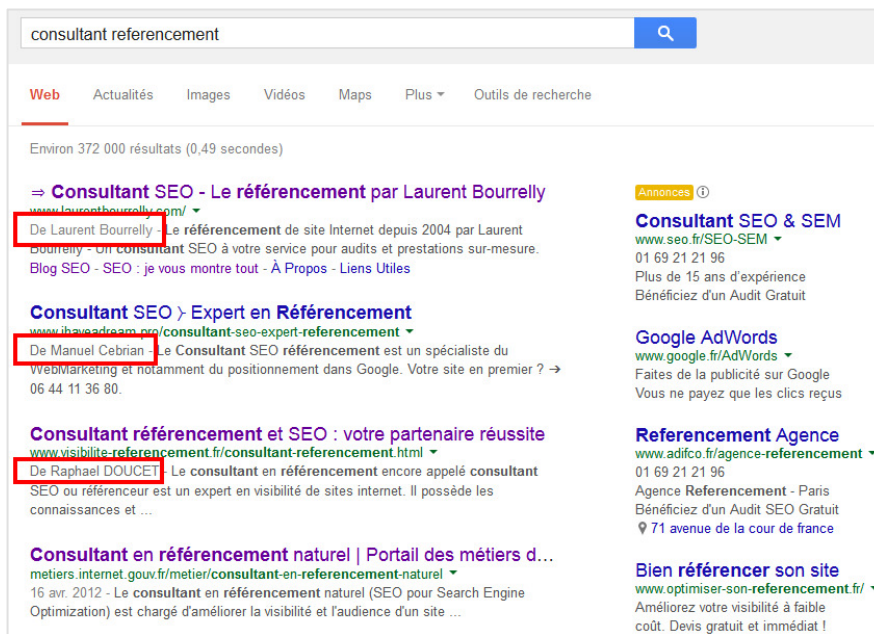 consultant referencement
Web Actualités Images Vidéos Maps Plus Outils de recherche
Environ 372 000 résultats (0,49 secondes)
⇒ Consultant SEO - Le référencement par Laurent Bourrelly
www.laurentbourrelly.com/
De Laurent Bourrelly - Le référencement de site Internet depuis 2004 par Laurent
Bourrelly - Un consultant SEO à votre service pour audits et prestations sur-mesure.
Blog SEO - SEO : je vous montre tout - À Propos - Liens Utiles
Consultant SEO 〉 Expert en Référencement
www.ihaveadream.pro/consultant-seo-expert-referencement
De Manuel Cebrian - Le Consultant SEO référencement est un spécialiste du
WebMarketing et notamment du positionnement dans Google. Votre site en premier ? →
06 44 11 36 80.
Consultant référencement et SEO : votre partenaire réussite
www.visibilite-referencement.fr/consultant-referencement.html
De Raphael DOUCET - Le consultant en référencement encore appelé consultant
SEO ou référenceur est un expert en visibilité de sites internet. Il possède les
connaissances et ...
Consultant en référencement naturel | Portail des métiers d...
metiers.internet.gouv.fr/metier/consultant-en-referencement-naturel
16 avr. 2012 - Le consultant en référencement naturel (SEO pour Search Engine
Optimization) est chargé d'améliorer la visibilité et l'audience d'un site ...
Annonces
Consultant SEO & SEM
www.seo.fr/SEO-SEM
01 69 21 21 96
Plus de 15 ans d'expérience
Bénéficiez d'un Audit Gratuit
Google AdWords
www.google.fr/AdWords
Faites de la publicité sur Google
Vous ne payez que les clics reçus
Referencement Agence
www.adifco.fr/agence-referencement
01 69 21 21 96
Agence Referencement - Paris
Bénéficiez d'un Audit SEO Gratuit
71 avenue de la cour de france
Bien référencer son site
www.optimiser-son-referencement.fr/
Améliorez votre visibilité à faible
coût. Devis gratuit et immédiat !